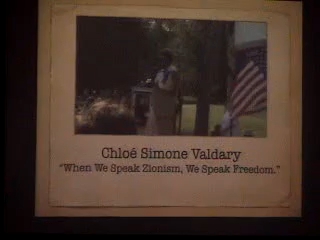 Chloé Simone Valdary
"When We Speak Zionism, We Speak Freedom."